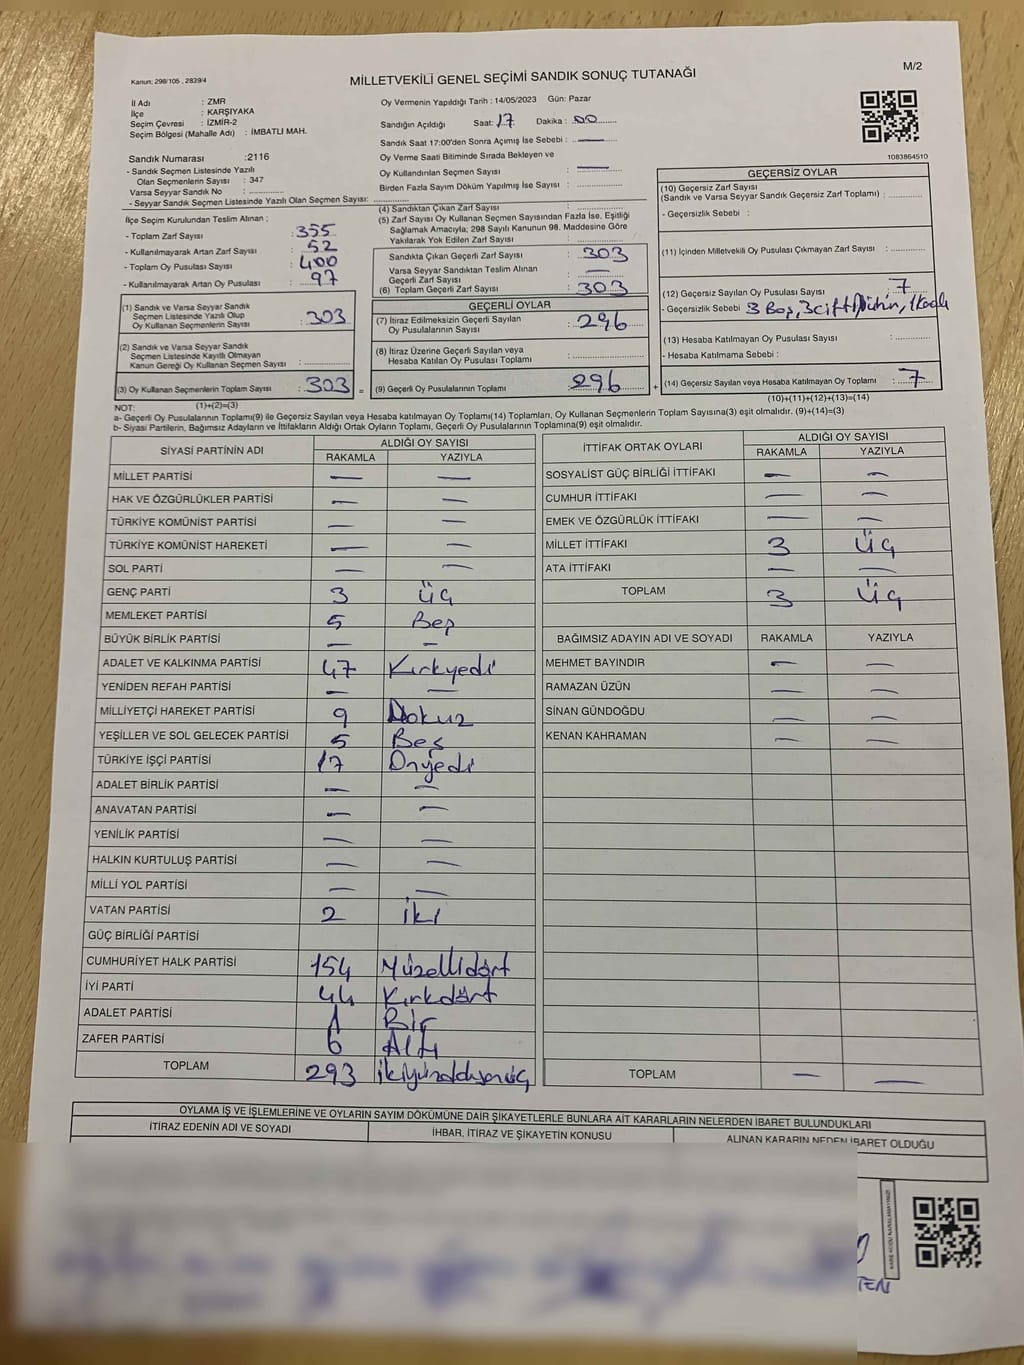 Kanun; 298/105 , 2839/4
MİLLETVEKİLİ GENEL SEÇİMİ SANDIK SONUÇ TUTANAĞI
M/2
İl Adı : ZMR
İlçe : KARŞIYAKA
Seçim Çevresi : İZMİR-2
Seçim Bölgesi (Mahalle Adı) : İMBATLI MAH.
Oy Vermenin Yapıldığı Tarih : 14/05/2023 Gün: Pazar
Sandığın Açıldığı Saat: 17 Dakika : 00
Sandık Saat 17:00'den Sonra Açımış İse Sebebi : —
Oy Verme Saati Bitiminde Sırada Bekleyen ve
Oy Kullandırılan Seçmen Sayısı : —
Birden Fazla Sayım Döküm Yapılmış İse Sayısı :
1083864510
Sandık Numarası :2116
- Sandık Seçmen Listesinde Yazılı
Olan Seçmenlerin Sayısı : 347
Varsa Seyyar Sandık No :
- Seyyar Sandık Seçmen Listesinde Yazılı Olan Seçmen Sayısı:
İlçe Seçim Kurulundan Teslim Alınan ;
- Toplam Zarf Sayısı : 355
- Kullanılmayarak Artan Zarf Sayısı : 52
- Toplam Oy Pusulası Sayısı : 400
- Kullanılmayarak Artan Oy Pusulası : 97
(1) Sandık ve Varsa Seyyar Sandık
Seçmen Listesinde Yazılı Olup
Oy Kullanan Seçmenlerin Sayısı : 303
(2) Sandık ve Varsa Seyyar Sandık
Seçmen Listesinde Kayıtlı Olmayan
Kanun Gereği Oy Kullanan Seçmen Sayısı :
(3) Oy Kullanan Seçmenlerin Toplam Sayısı : 303 =
(4) Sandıktan Çıkan Zarf Sayısı :
(5) Zarf Sayısı Oy Kullanan Seçmen Sayısından Fazla İse, Eşitliği
Sağlamak Amacıyla; 298 Sayılı Kanunun 98. Maddesine Göre
Yakılarak Yok Edilen Zarf Sayısı :
Sandıkta Çıkan Geçerli Zarf Sayısı : 303
Varsa Seyyar Sandıktan Teslim Alınan
Geçerli Zarf Sayısı : —
(6) Toplam Geçerli Zarf Sayısı : 303
GEÇERLİ OYLAR
(7) İtiraz Edilmeksizin Geçerli Sayılan
Oy Pusulalarının Sayısı : 296
(8) İtiraz Üzerine Geçerli Sayılan veya
Hesaba Katılan Oy Pusulası Toplamı :
(9) Geçerli Oy Pusulalarının Toplamı : 296 +
GEÇERSİZ OYLAR
(10) Geçersiz Zarf Sayısı
(Sandık ve Varsa Seyyar Sandık Geçersiz Zarf Toplamı) :
- Geçersizlik Sebebi :
(11) İçinden Milletvekili Oy Pusulası Çıkmayan Zarf Sayısı :
(12) Geçersiz Sayılan Oy Pusulası Sayısı : 7
- Geçersizlik Sebebi : 3 Boş, 3 çift
(13) Hesaba Katılmayan Oy Pusulası Sayısı :
- Hesaba Katılmama Sebebi :
(14) Geçersiz Sayılan veya Hesaba Katılmayan Oy Toplamı : 7
(10)+(11)+(12)+(13)=(14)
NOT: (1)+(2)=(3)
a- Geçerli Oy Pusulalarının Toplamı(9) ile Geçersiz Sayılan veya Hesaba katılmayan Oy Toplamı(14) Toplamları, Oy Kullanan Seçmenlerin Toplam Sayısına(3) eşit olmalıdır. (9)+(14)=(3)
b- Siyasi Partilerin, Bağımsız Adayların ve İttifakların Aldığı Ortak Oyların Toplamı, Geçerli Oy Pusulalarının Toplamına(9) eşit olmalıdır.
SİYASİ PARTİNİN ADI ALDIĞI OY SAYISI
RAKAMLA YAZIYLA
MİLLET PARTİSİ — —
HAK VE ÖZGÜRLÜKLER PARTİSİ — —
TÜRKİYE KOMÜNİST PARTİSİ — —
TÜRKİYE KOMÜNİST HAREKETİ — —
SOL PARTİ — —
GENÇ PARTİ 3 Üç
MEMLEKET PARTİSİ 5 Beş
BÜYÜK BİRLİK PARTİSİ — —
ADALET VE KALKINMA PARTİSİ 47 Kırkyedi
YENİDEN REFAH PARTİSİ — —
MİLLİYETÇİ HAREKET PARTİSİ 9 Dokuz
YEŞİLLER VE SOL GELECEK PARTİSİ 5 Beş
TÜRKİYE İŞÇİ PARTİSİ 17 Onyedi
ADALET BİRLİK PARTİSİ — —
ANAVATAN PARTİSİ — —
YENİLİK PARTİSİ — —
HALKIN KURTULUŞ PARTİSİ — —
MİLLİ YOL PARTİSİ — —
VATAN PARTİSİ 2 İki
GÜÇ BİRLİĞİ PARTİSİ
CUMHURİYET HALK PARTİSİ 154 Yüzellidört
İYİ PARTİ 44 Kırkdört
ADALET PARTİSİ 1 Bir
ZAFER PARTİSİ 6 Altı
TOPLAM 293 ikiyüzdoksanüç
İTTİFAK ORTAK OYLARI ALDIĞI OY SAYISI
RAKAMLA YAZIYLA
SOSYALİST GÜÇ BİRLİĞİ İTTİFAKI — —
CUMHUR İTTİFAKI — —
EMEK VE ÖZGÜRLÜK İTTİFAKI — —
MİLLET İTTİFAKI 3 Üç
ATA İTTİFAKI — —
TOPLAM 3 Üç
BAĞIMSIZ ADAYIN ADI VE SOYADI RAKAMLA YAZIYLA
MEHMET BAYINDIR — —
RAMAZAN ÜZÜN — —
SİNAN GÜNDOĞDU — —
KENAN KAHRAMAN — —
TOPLAM — —
OYLAMA İŞ VE İŞLEMLERİNE VE OYLARIN SAYIM DÖKÜMÜNE DAİR ŞİKAYETLERLE BUNLARA AİT KARARLARIN NELERDEN İBARET BULUNDUKLARI
İTİRAZ EDENİN ADI VE SOYADI İHBAR, İTİRAZ VE ŞİKAYETİN KONUSU ALINAN KARARIN NEDEN İBARET OLDUĞU